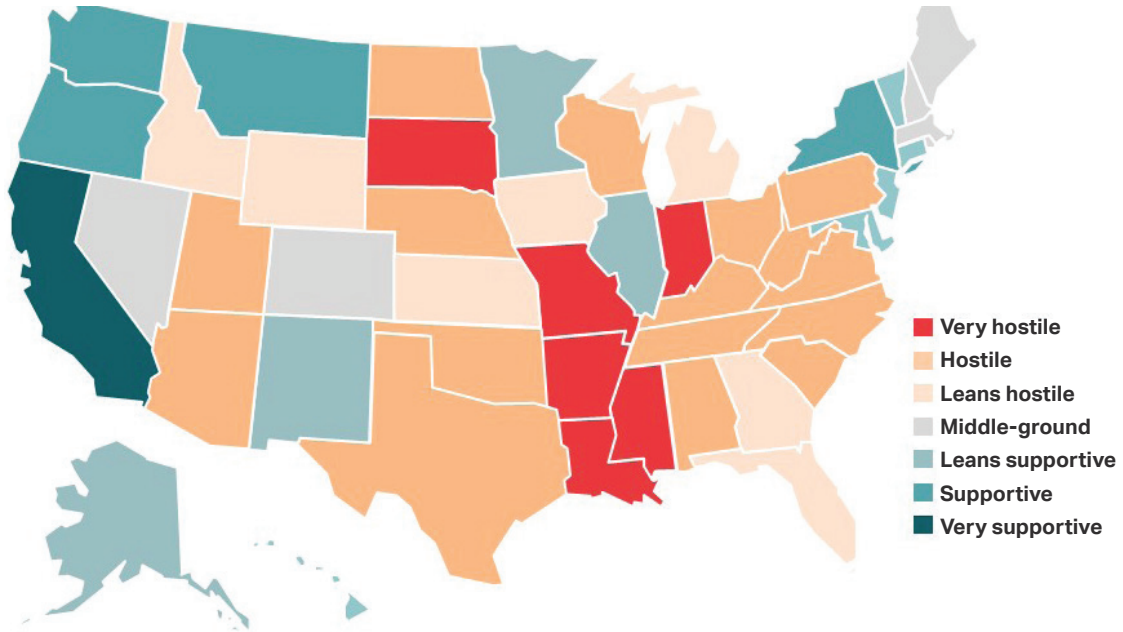 Very hostile
Hostile
Leans hostile
Middle-ground
Leans supportive
Supportive
Very supportive